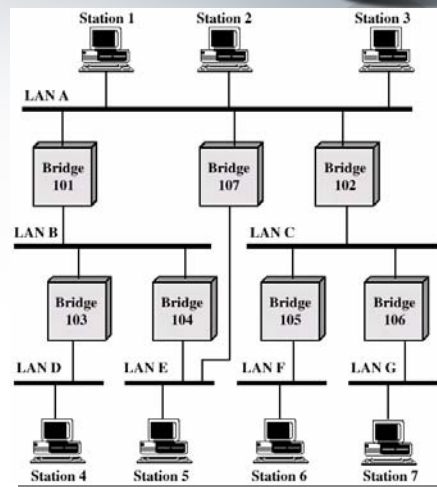 Station 1 Station 2 Station 3
LAN A
Bridge 101
Bridge 107
Bridge 102
LAN B LAN C
Bridge 103
Bridge 104
Bridge 105
Bridge 106
LAN D LAN E LAN F LAN G
Station 4 Station 5 Station 6 Station 7